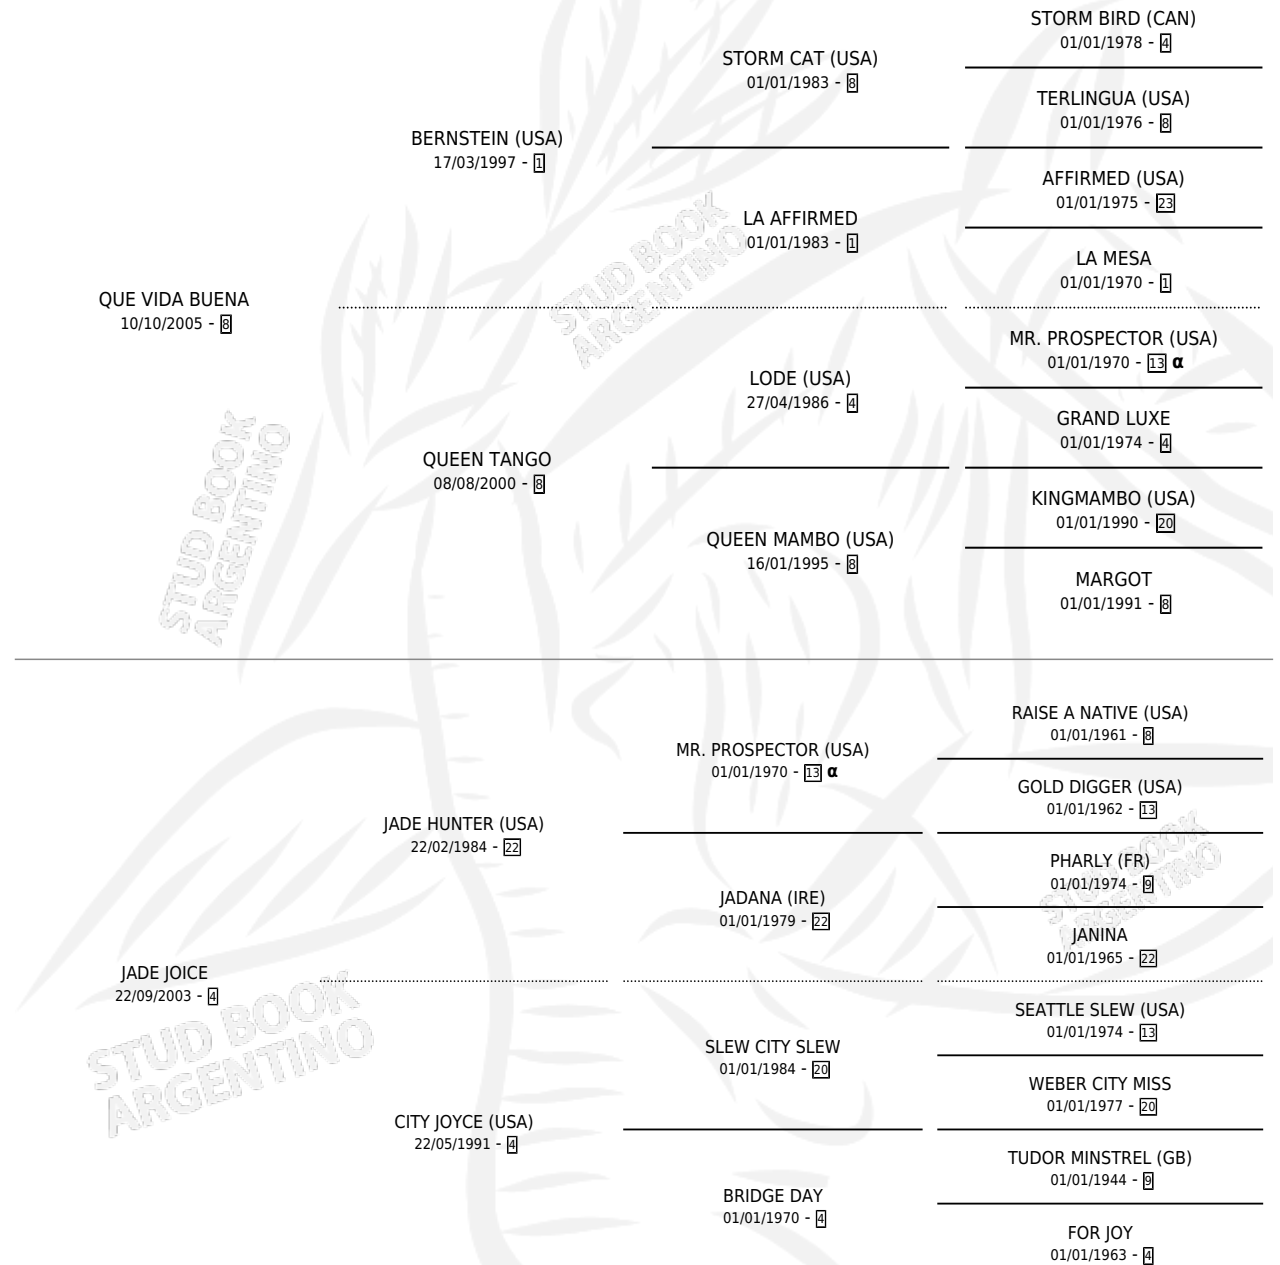 STORM BIRD (CAN)
01/01/1978 - 4
STORM CAT (USA)
01/01/1983 - 8
TERLINGUA (USA)
01/01/1976 - 8
BERNSTEIN (USA)
17/03/1997 - 1
AFFIRMED (USA)
01/01/1975 - 23
LA AFFIRMED
01/01/1983 - 1
LA MESA
01/01/1970 - 1
QUE VIDA BUENA
10/10/2005 - 8
MR. PROSPECTOR (USA)
01/01/1970 - 13 α
LODE (USA)
27/04/1986 - 4
GRAND LUXE
01/01/1974 - 4
QUEEN TANGO
08/08/2000 - 8
KINGMAMBO (USA)
01/01/1990 - 20
QUEEN MAMBO (USA)
16/01/1995 - 8
MARGOT
01/01/1991 - 8
RAISE A NATIVE (USA)
01/01/1961 - 8
MR. PROSPECTOR (USA)
01/01/1970 - 13 α
GOLD DIGGER (USA)
01/01/1962 - 13
JADE HUNTER (USA)
22/02/1984 - 22
PHARLY (FR)
01/01/1974 - 9
JADANA (IRE)
01/01/1979 - 22
JANINA
01/01/1965 - 22
JADE JOICE
22/09/2003 - 4
SEATTLE SLEW (USA)
01/01/1974 - 13
SLEW CITY SLEW
01/01/1984 - 20
WEBER CITY MISS
01/01/1977 - 20
CITY JOYCE (USA)
22/05/1991 - 4
TUDOR MINSTREL (GB)
01/01/1944 - 9
BRIDGE DAY
01/01/1970 - 4
FOR JOY
01/01/1963 - 4
STUD BOOK
ARGENTINO
STUD BOOK
ARGENTINO
STUD BOOK
ARGENTINO
STUD BOOK
ARGENTINO